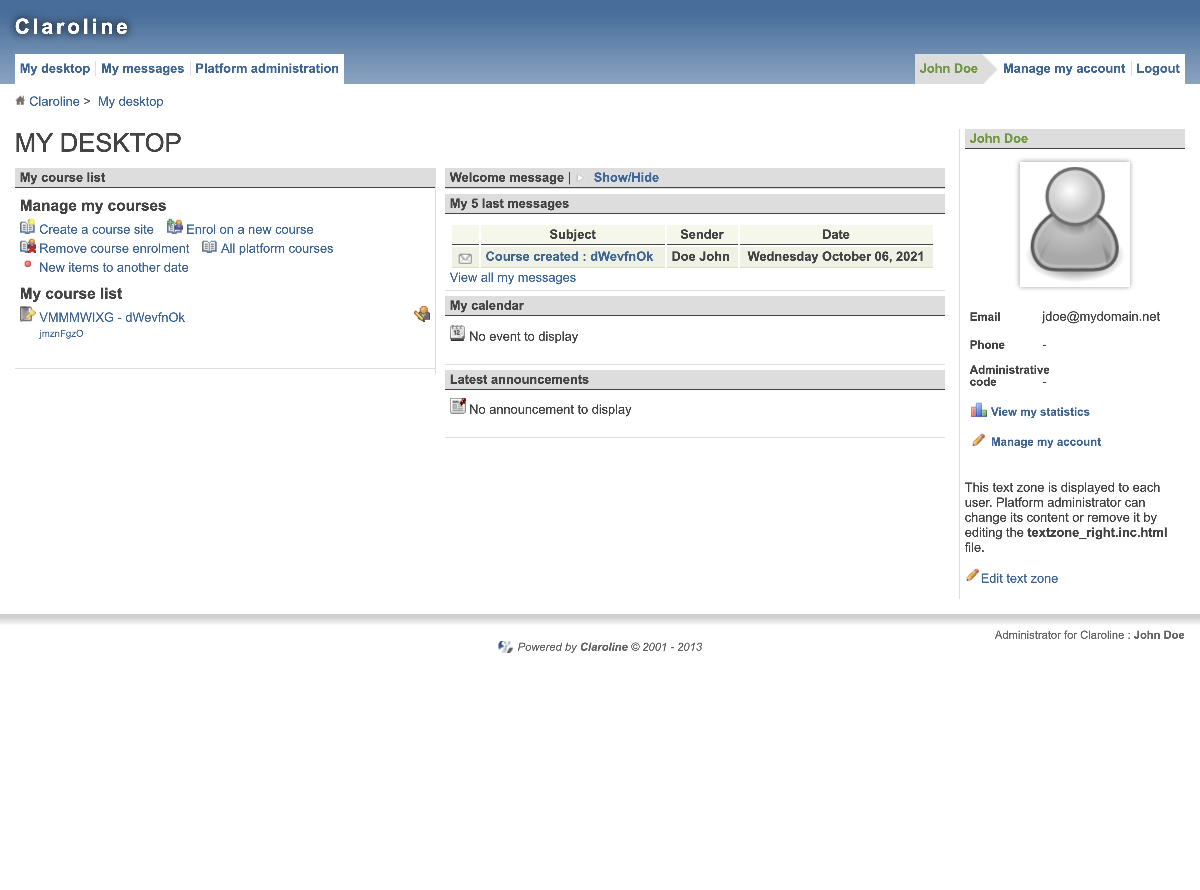 Claroline
My desktop My messages Platform administration
John Doe Manage my account Logout
Claroline > My desktop
MY DESKTOP
My course list
Manage my courses
Create a course site Enrol on a new course
Remove course enrolment All platform courses
New items to another date
My course list
VMMMWIXG - dWevfnOk
jmznFgzO
Welcome message | Show/Hide
My 5 last messages
Subject Sender Date
Course created : dWevfnOk Doe John Wednesday October 06, 2021
View all my messages
My calendar
12
No event to display
Latest announcements
No announcement to display
John Doe
Email jdoe@mydomain.net
Phone -
Administrative
code -
View my statistics
Manage my account
This text zone is displayed to each
user. Platform administrator can
change its content or remove it by
editing the textzone_right.inc.html
file.
Edit text zone
Administrator for Claroline : John Doe
Powered by Claroline © 2001 - 2013